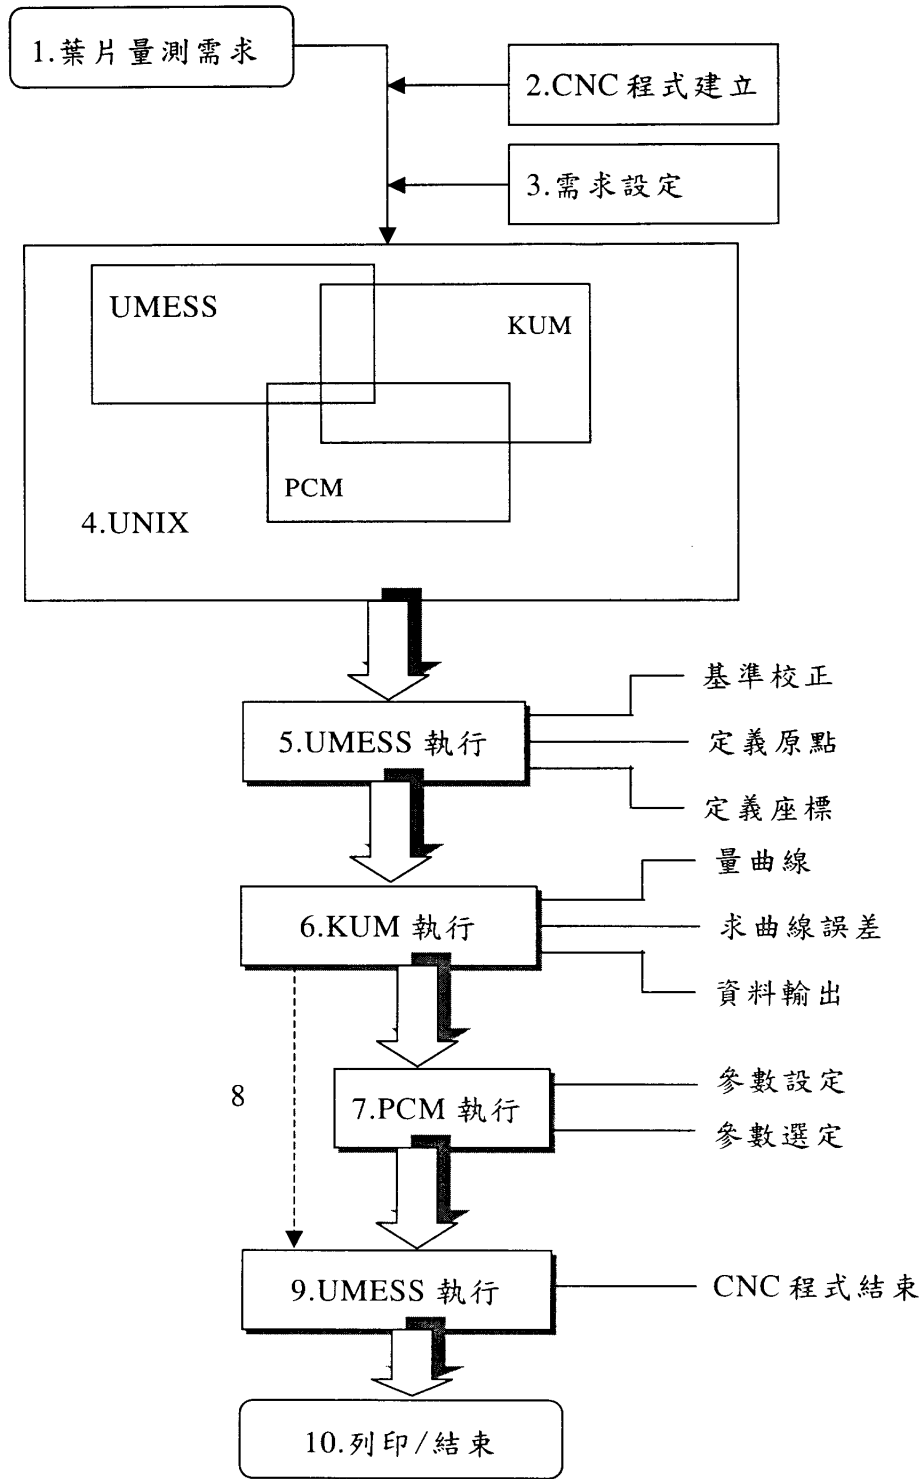 1.葉片量測需求
2.CNC 程式建立
3.需求設定
UMESS
KUM
PCM
4.UNIX
基準校正
5.UMESS 執行
定義原點
定義座標
量曲線
6.KUM 執行
求曲線誤差
資料輸出
參數設定
8
7.PCM 執行
參數選定
9.UMESS 執行
CNC 程式結束
10.列印/結束